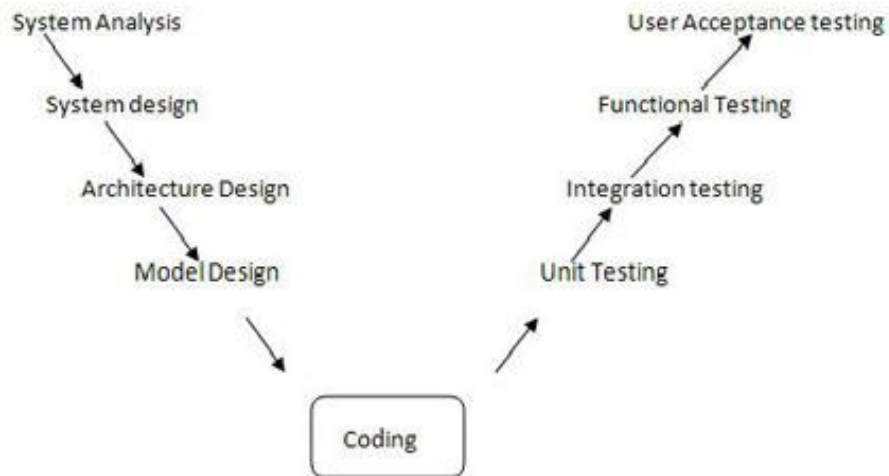 System Analysis
User Acceptance testing
System design
Functional Testing
Architecture Design
Integration testing
Model Design
Unit Testing
Coding